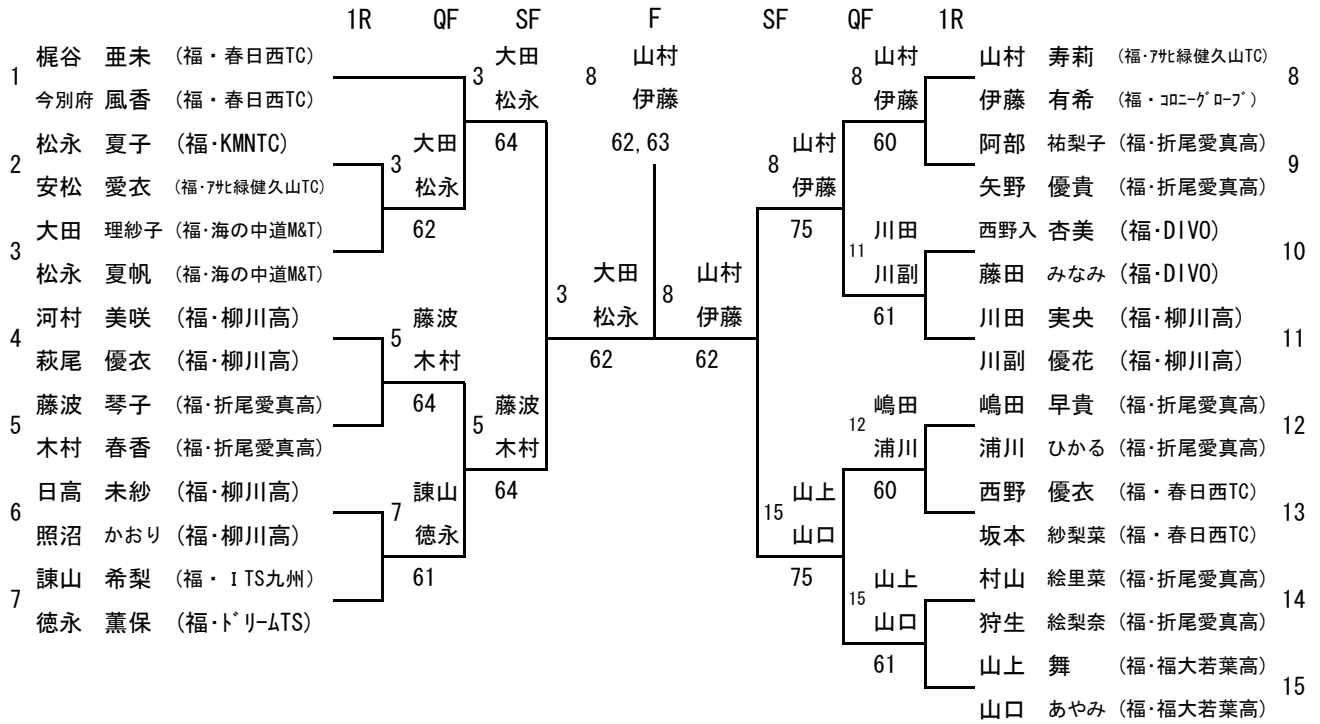 1R QF SF F SF QF 1R
1 梶谷 亜未 (福・春日西TC)
今別府 風香 (福・春日西TC)
2 松永 夏子 (福・KMNTC)
安松 愛衣 (福・ｱｻﾋ緑健久山TC)
3 大田 理紗子 (福・海の中道M&T)
松永 夏帆 (福・海の中道M&T)
4 河村 美咲 (福・柳川高)
萩尾 優衣 (福・柳川高)
5 藤波 琴子 (福・折尾愛真高)
木村 春香 (福・折尾愛真高)
6 日高 未紗 (福・柳川高)
照沼 かおり (福・柳川高)
7 諌山 希梨 (福・ITS九州)
徳永 薫保 (福・ﾄﾞﾘｰﾑTS)
3 大田
松永
62
5 藤波
木村
64
7 諌山
徳永
61
3 大田
松永
64
5 藤波
木村
64
3 大田
松永
62
8 山村
伊藤
62, 63
8 山村
伊藤
62
8 山村
伊藤
75
15 山上
山口
75
8 山村
伊藤
60
11 川田
川副
61
12 嶋田
浦川
60
15 山上
山口
61
山村 寿莉 (福・ｱｻﾋ緑健久山TC) 8
伊藤 有希 (福・ｺﾛﾆｰｸﾞﾛｰﾌﾞ)
阿部 祐梨子 (福・折尾愛真高) 9
矢野 優貴 (福・折尾愛真高)
西野入 杏美 (福・DIVO) 10
藤田 みなみ (福・DIVO)
川田 実央 (福・柳川高) 11
川副 優花 (福・柳川高)
嶋田 早貴 (福・折尾愛真高) 12
浦川 ひかる (福・折尾愛真高)
西野 優衣 (福・春日西TC) 13
坂本 紗梨菜 (福・春日西TC)
村山 絵里菜 (福・折尾愛真高) 14
狩生 絵梨奈 (福・折尾愛真高)
山上 舞 (福・福大若葉高) 15
山口 あやみ (福・福大若葉高)